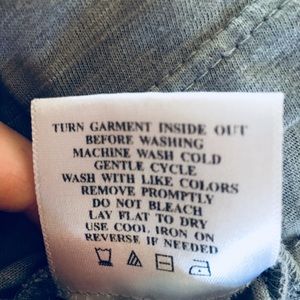 TURN GARMENT INSIDE OUT
BEFORE WASHING
MACHINE WASH COLD
GENTLE CYCLE
WASH WITH LIKE COLORS
REMOVE PROMPTLY
DO NOT BLEACH
LAY FLAT TO DRY
USE COOL IRON ON
REVERSE IF NEEDED